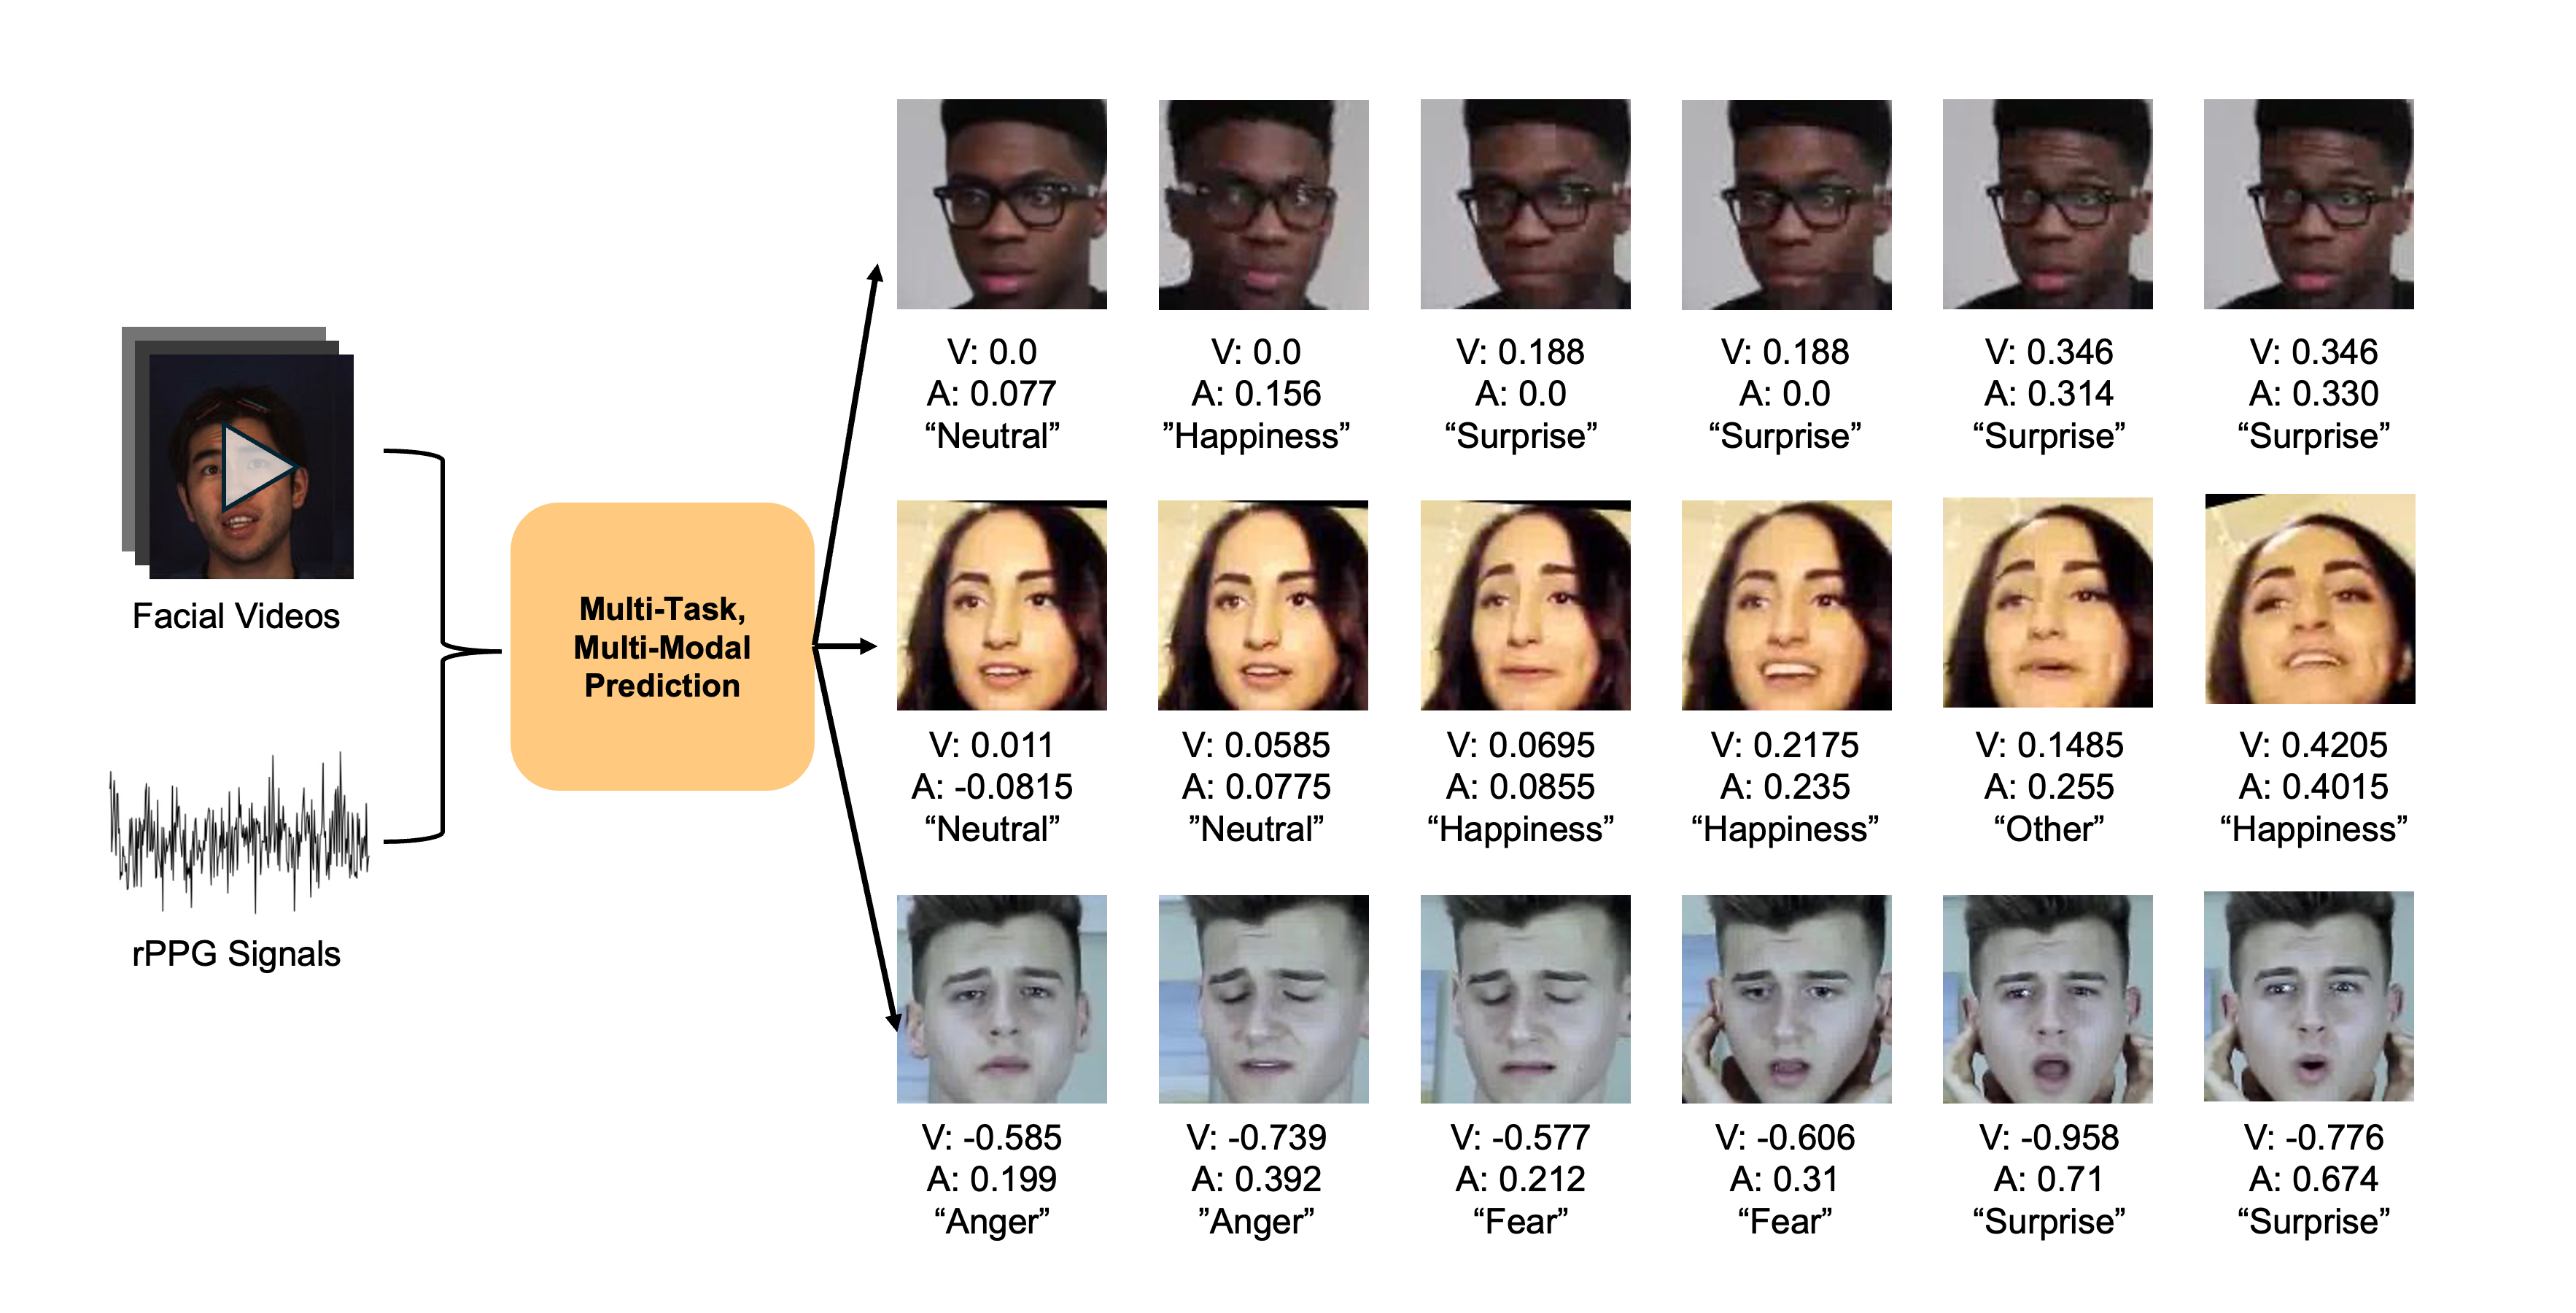 Facial Videos
rPPG Signals
Multi-Task,
Multi-Modal
Prediction
V: 0.0
A: 0.077
“Neutral”
V: 0.0
A: 0.156
”Happiness”
V: 0.188
A: 0.0
“Surprise”
V: 0.188
A: 0.0
“Surprise”
V: 0.346
A: 0.314
“Surprise”
V: 0.346
A: 0.330
“Surprise”
V: 0.011
A: -0.0815
“Neutral”
V: 0.0585
A: 0.0775
”Neutral”
V: 0.0695
A: 0.0855
“Happiness”
V: 0.2175
A: 0.235
“Happiness”
V: 0.1485
A: 0.255
“Other”
V: 0.4205
A: 0.4015
“Happiness”
V: -0.585
A: 0.199
“Anger”
V: -0.739
A: 0.392
”Anger”
V: -0.577
A: 0.212
“Fear”
V: -0.606
A: 0.31
“Fear”
V: -0.958
A: 0.71
“Surprise”
V: -0.776
A: 0.674
“Surprise”